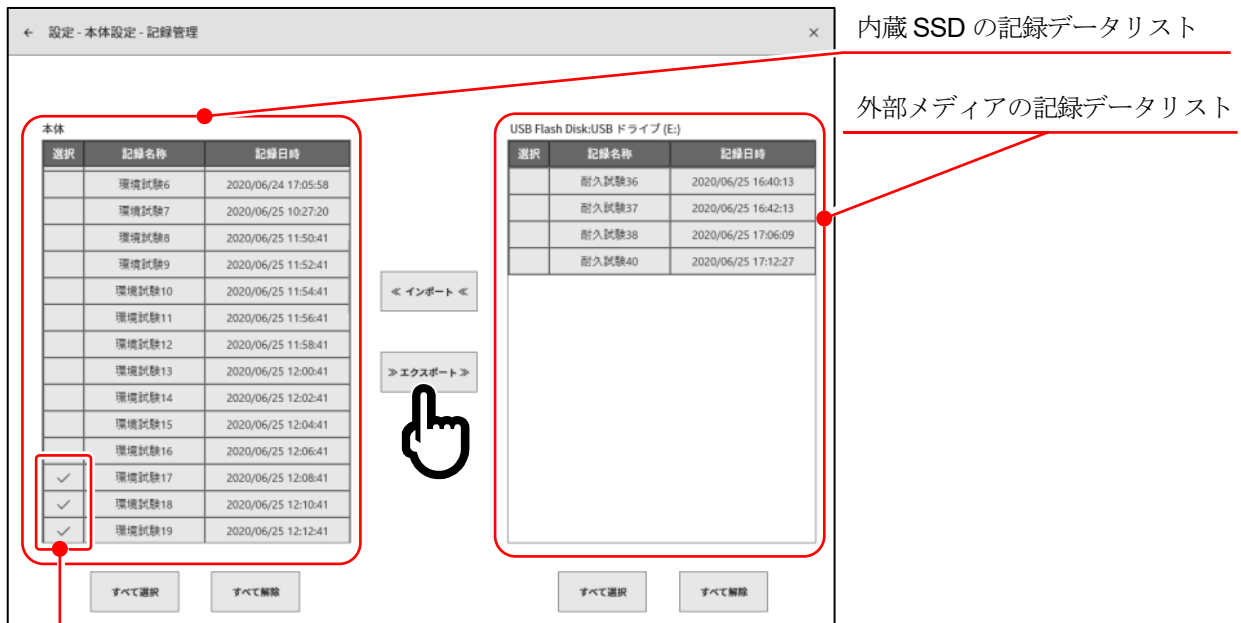 ← 設定 - 本体設定 - 記録管理 ×
内蔵 SSD の記録データリスト
外部メディアの記録データリスト
本体
選択 記録名称 記録日時
環境試験6 2020/06/24 17:05:58
環境試験7 2020/06/25 10:27:20
環境試験8 2020/06/25 11:50:41
環境試験9 2020/06/25 11:52:41
環境試験10 2020/06/25 11:54:41
環境試験11 2020/06/25 11:56:41
環境試験12 2020/06/25 11:58:41
環境試験13 2020/06/25 12:00:41
環境試験14 2020/06/25 12:02:41
環境試験15 2020/06/25 12:04:41
環境試験16 2020/06/25 12:06:41
✓ 環境試験17 2020/06/25 12:08:41
✓ 環境試験18 2020/06/25 12:10:41
✓ 環境試験19 2020/06/25 12:12:41
すべて選択 すべて解除
≪ インポート ≪
≫ エクスポート ≫
USB Flash Disk:USB ドライブ (E:)
選択 記録名称 記録日時
耐久試験36 2020/06/25 16:40:13
耐久試験37 2020/06/25 16:42:13
耐久試験38 2020/06/25 17:06:09
耐久試験40 2020/06/25 17:12:27
すべて選択 すべて解除